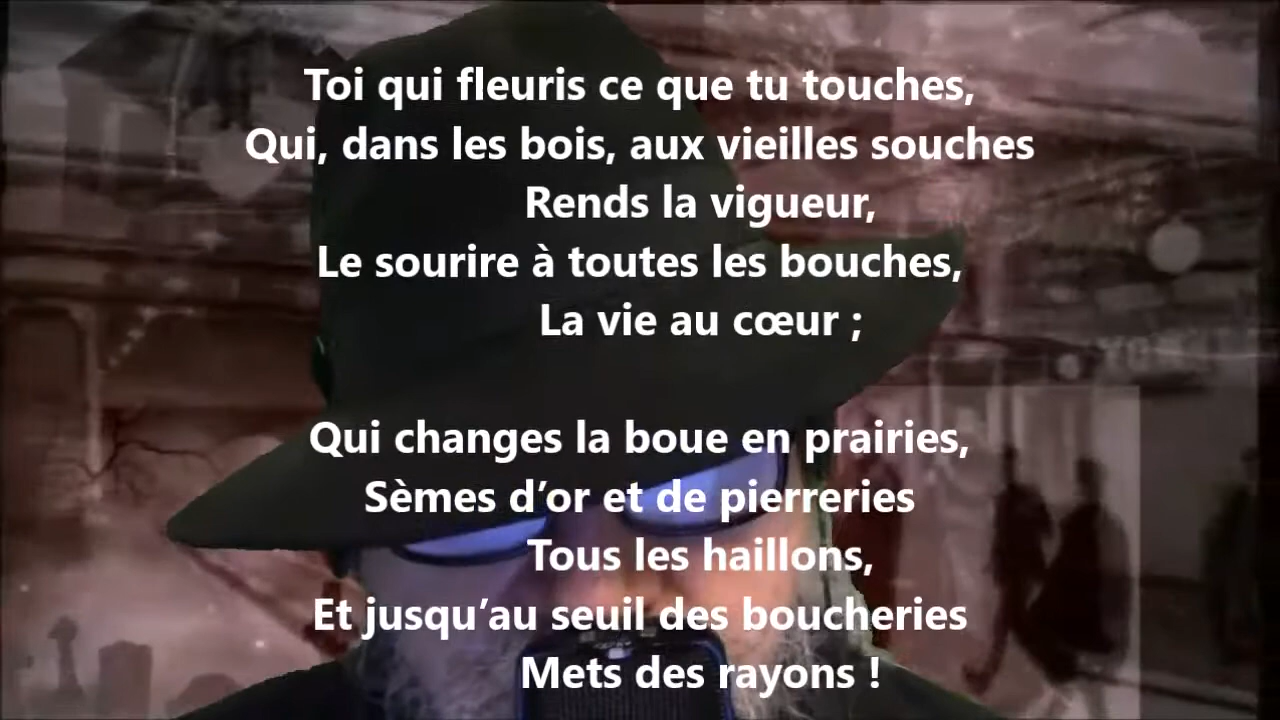 Toi qui fleuris ce que tu touches,
Qui, dans les bois, aux vieilles souches
Rends la vigueur,
Le sourire à toutes les bouches,
La vie au cœur ;
Qui changes la boue en prairies,
Sèmes d’or et de pierreries
Tous les haillons,
Et jusqu’au seuil des boucheries
Mets des rayons !